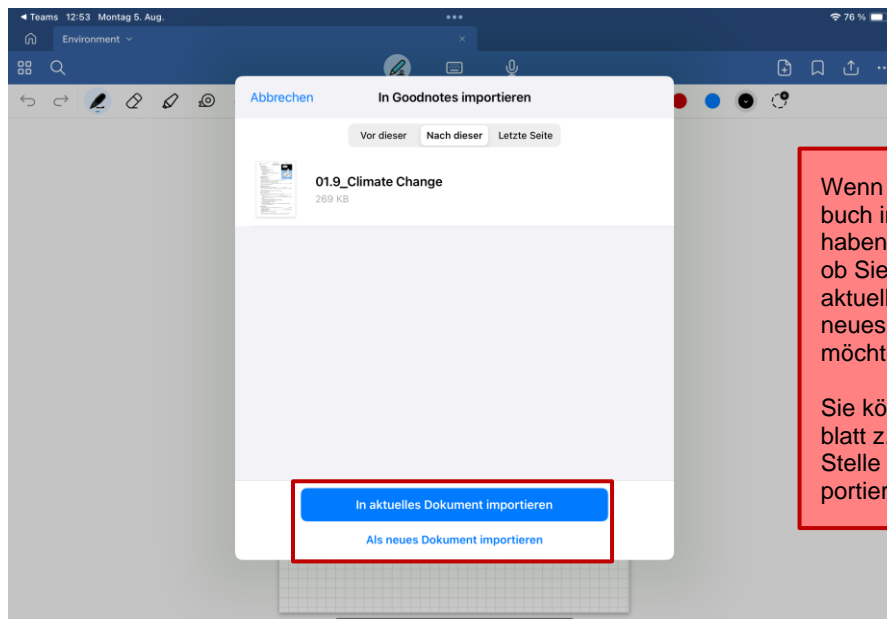 ◄ Teams 12:53 Montag 5. Aug.
76 %
Environment
Abbrechen In Goodnotes importieren
Vor dieser Nach dieser Letzte Seite
01.9_Climate Change
269 KB
In aktuelles Dokument importieren
Als neues Dokument importieren
Wenn
buch i
haben
ob Sie
aktuell
neues
möcht
Sie kö
blatt z
Stelle
portier